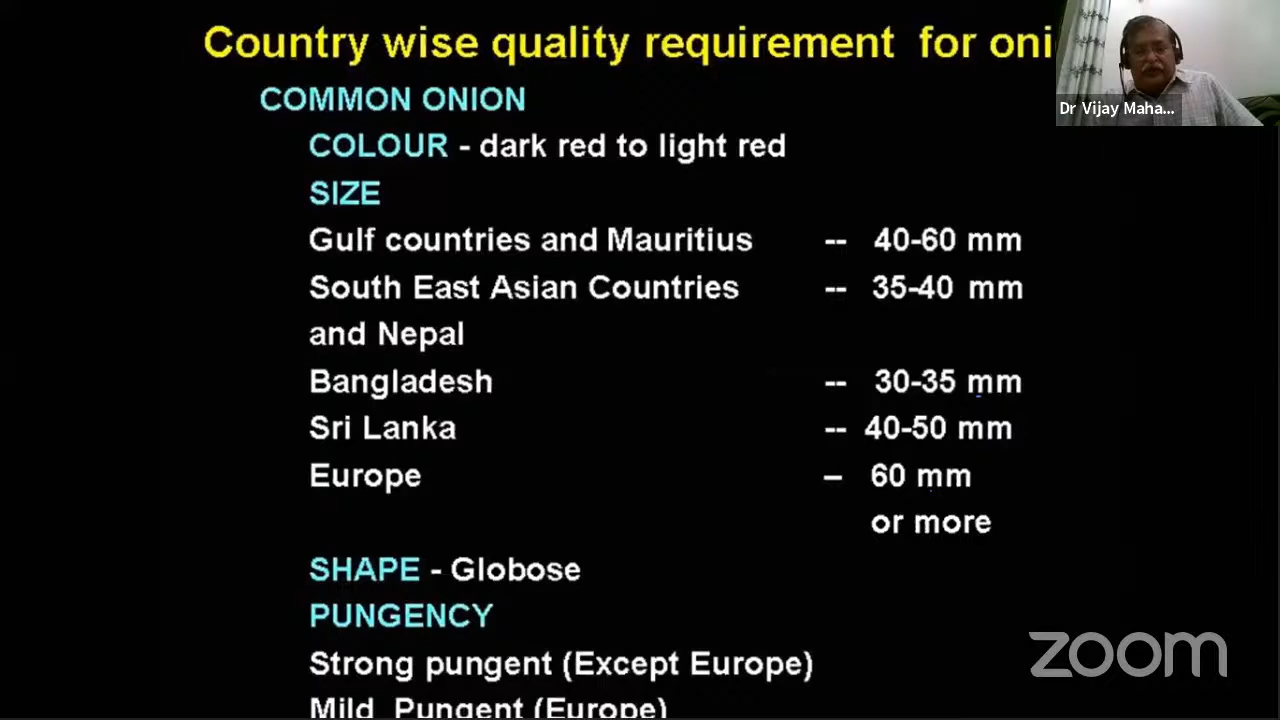 Country wise quality requirement for oni
Dr Vijay Maha...
COMMON ONION
COLOUR - dark red to light red
SIZE
Gulf countries and Mauritius -- 40-60 mm
South East Asian Countries -- 35-40 mm
and Nepal
Bangladesh -- 30-35 mm
Sri Lanka -- 40-50 mm
Europe – 60 mm
or more
SHAPE - Globose
PUNGENCY
Strong pungent (Except Europe)
Mild Pungent (Europe)
zoom